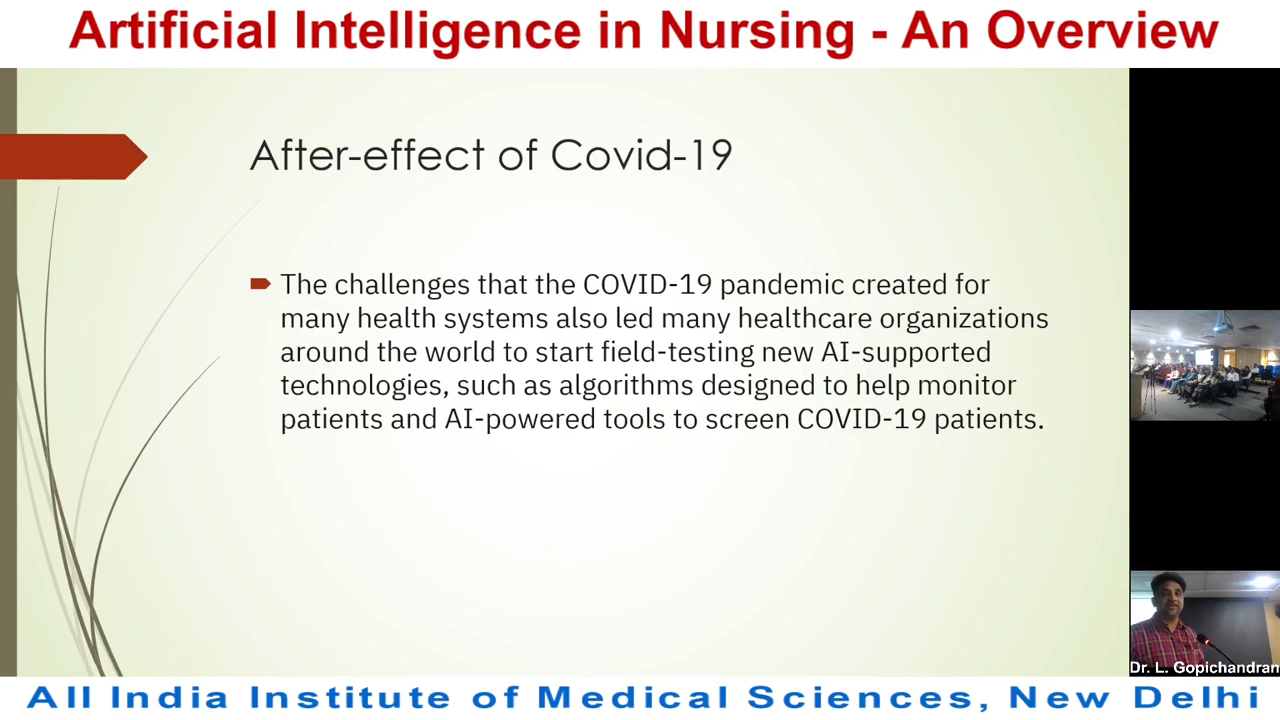 Artificial Intelligence in Nursing - An Overview
After-effect of Covid-19
The challenges that the COVID-19 pandemic created for
many health systems also led many healthcare organizations
around the world to start field-testing new AI-supported
technologies, such as algorithms designed to help monitor
patients and AI-powered tools to screen COVID-19 patients.
Dr. L. Gopichandran
All India Institute of Medical Sciences, New Delhi